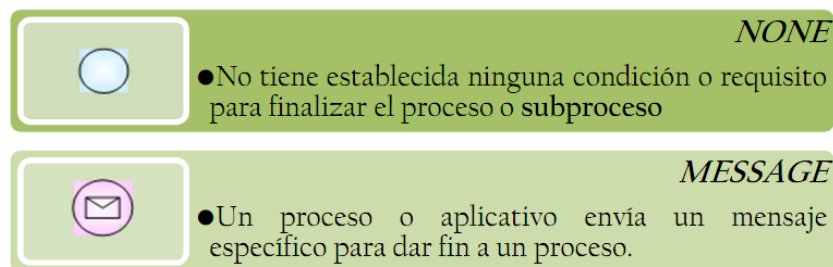 NONE
●No tiene establecida ninguna condición o requisito
para finalizar el proceso o subproceso
MESSAGE
●Un proceso o aplicativo envía un mensaje
específico para dar fin a un proceso.